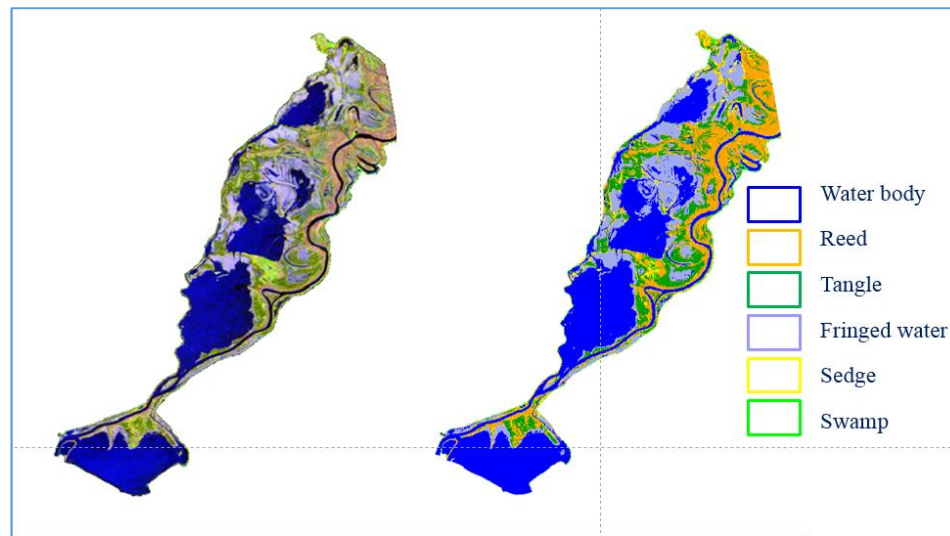 Water body
Reed
Tangle
Fringed water
Sedge
Swamp